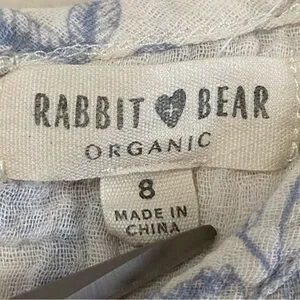 RABBIT ♥ BEAR
ORGANIC
8
MADE IN
CHINA